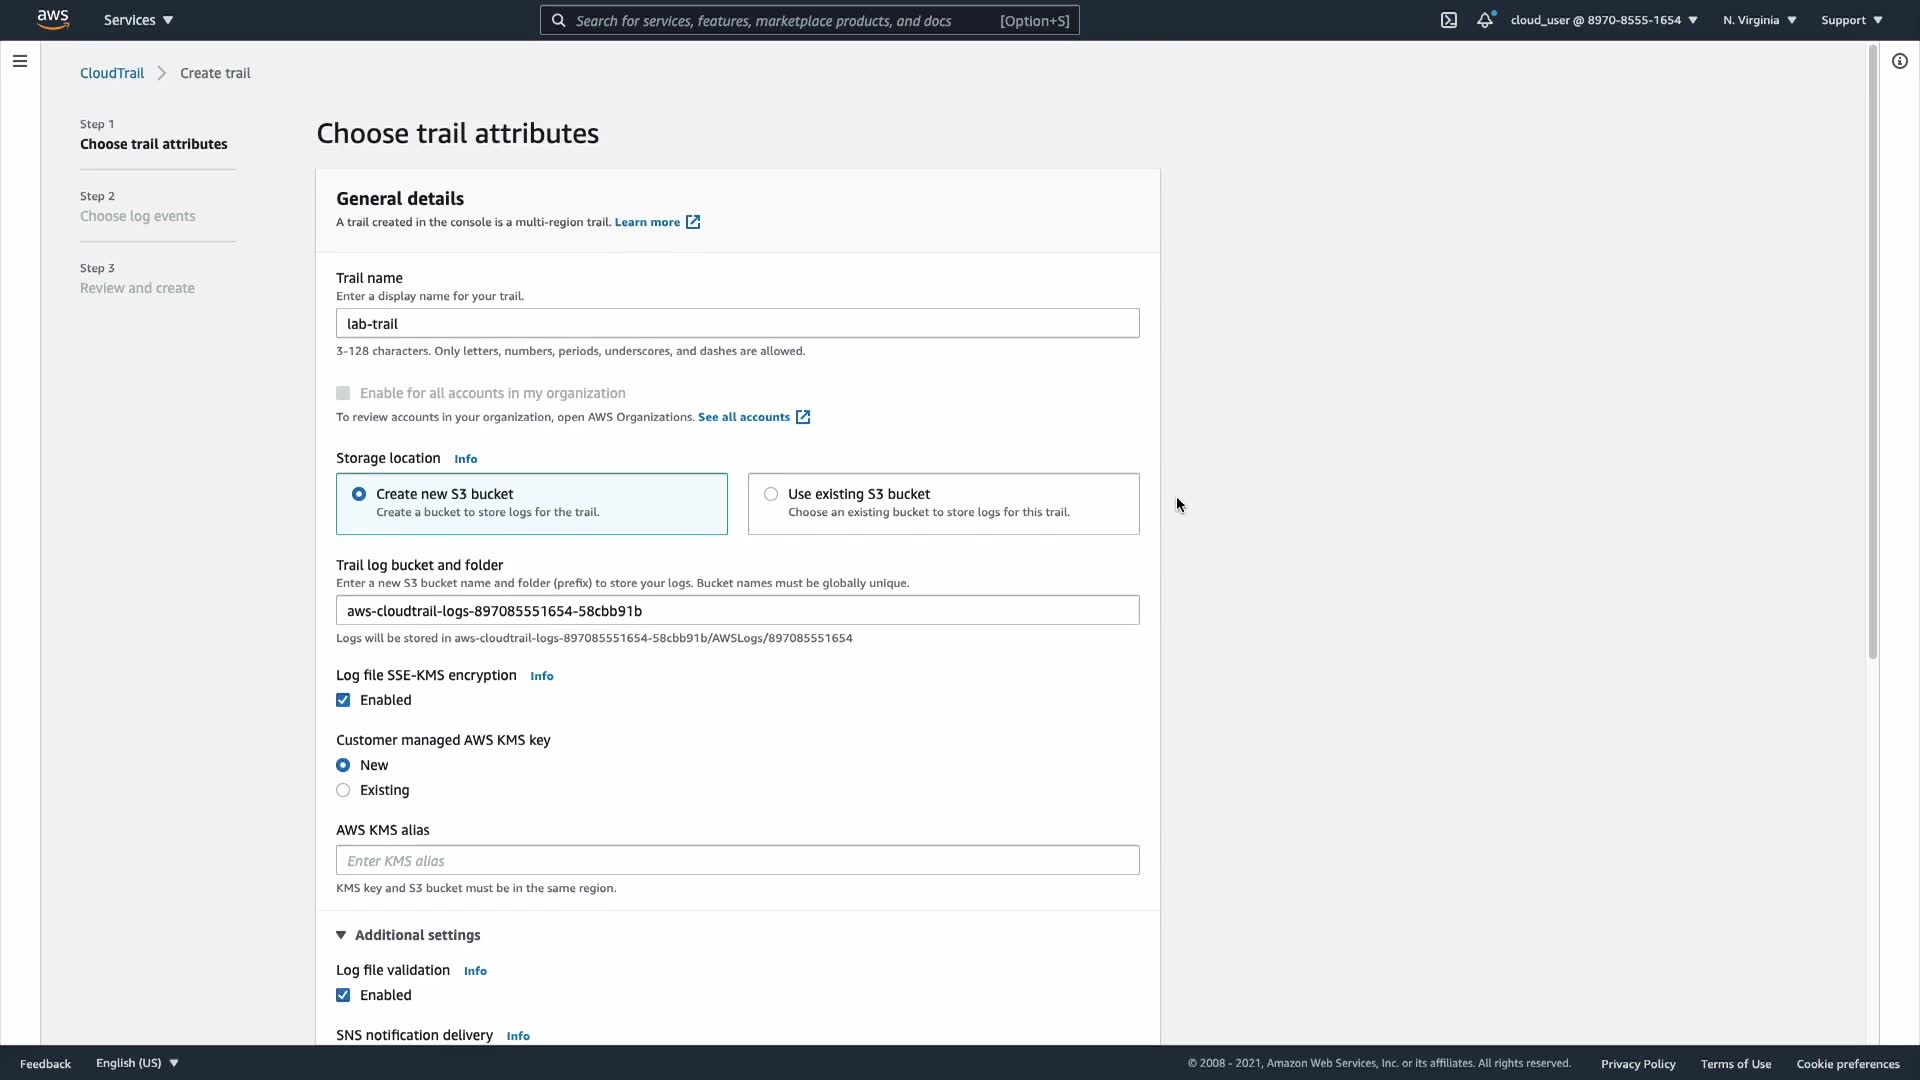 aws
Services
Search for services, features, marketplace products, and docs [Option+S]
cloud_user @ 8970-8555-1654
N. Virginia
Support
CloudTrail
Create trail
Step 1
Choose trail attributes
Step 2
Choose log events
Step 3
Review and create
Choose trail attributes
General details
A trail created in the console is a multi-region trail. Learn more
Trail name
Enter a display name for your trail.
lab-trail
3-128 characters. Only letters, numbers, periods, underscores, and dashes are allowed.
Enable for all accounts in my organization
To review accounts in your organization, open AWS Organizations. See all accounts
Storage location Info
Create new S3 bucket
Create a bucket to store logs for the trail.
Use existing S3 bucket
Choose an existing bucket to store logs for this trail.
Trail log bucket and folder
Enter a new S3 bucket name and folder (prefix) to store your logs. Bucket names must be globally unique.
aws-cloudtrail-logs-897085551654-58cbb91b
Logs will be stored in aws-cloudtrail-logs-897085551654-58cbb91b/AWSLogs/897085551654
Log file SSE-KMS encryption Info
Enabled
Customer managed AWS KMS key
New
Existing
AWS KMS alias
Enter KMS alias
KMS key and S3 bucket must be in the same region.
Additional settings
Log file validation Info
Enabled
SNS notification delivery Info
Feedback
English (US)
© 2008 - 2021, Amazon Web Services, Inc. or its affiliates. All rights reserved.
Privacy Policy
Terms of Use
Cookie preferences